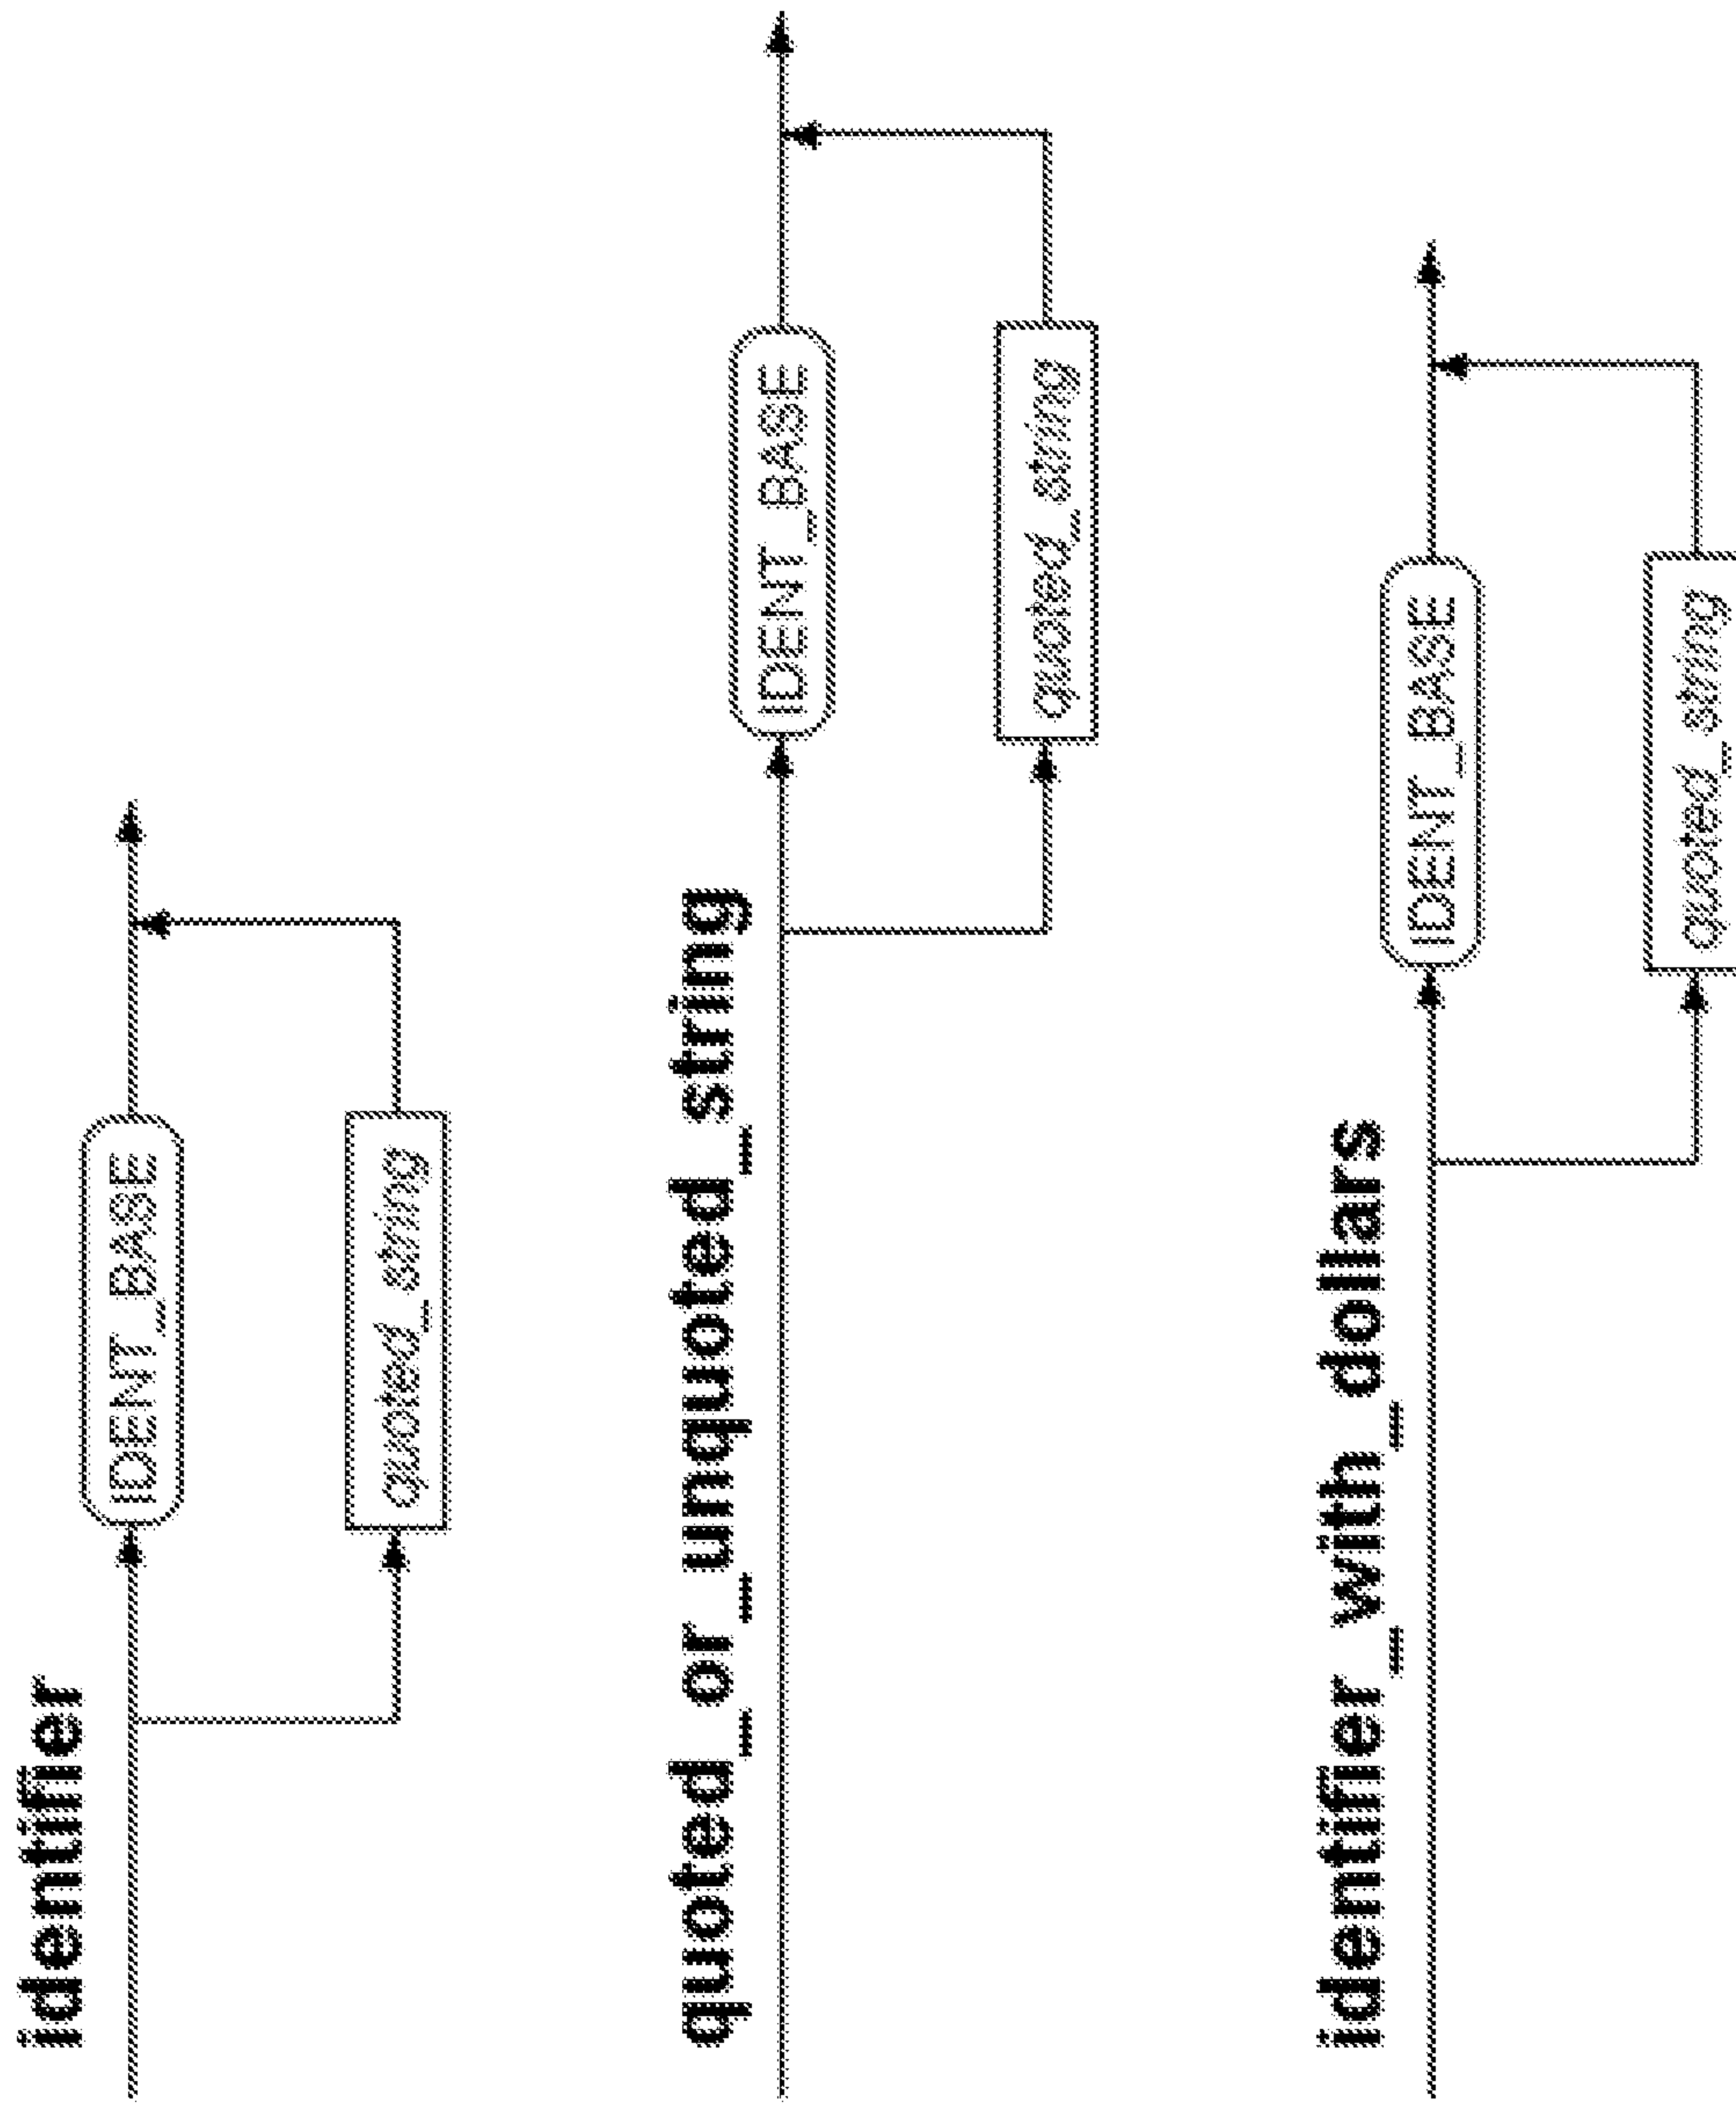 identifier
IDENT_BASE
quoted_string
quoted_or_unquoted_string
IDENT_BASE
quoted_string
identifier_with_dollars
IDENT_BASE
quoted_string